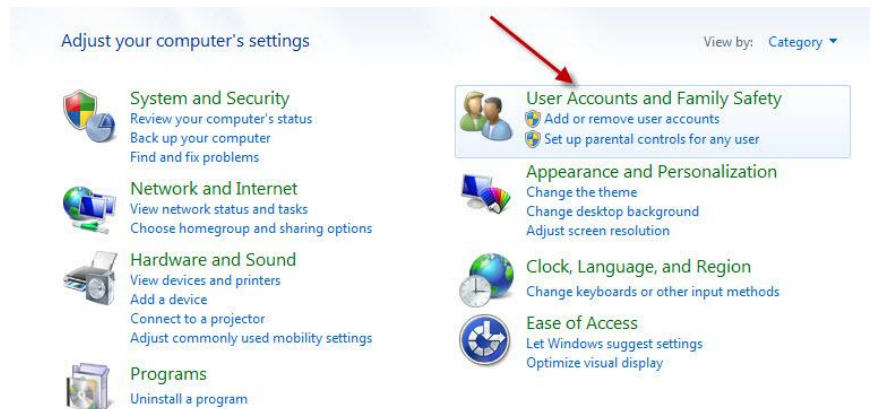 Adjust your computer's settings
View by: Category
System and Security
Review your computer's status
Back up your computer
Find and fix problems
Network and Internet
View network status and tasks
Choose homegroup and sharing options
Hardware and Sound
View devices and printers
Add a device
Connect to a projector
Adjust commonly used mobility settings
Programs
Uninstall a program
User Accounts and Family Safety
Add or remove user accounts
Set up parental controls for any user
Appearance and Personalization
Change the theme
Change desktop background
Adjust screen resolution
Clock, Language, and Region
Change keyboards or other input methods
Ease of Access
Let Windows suggest settings
Optimize visual display